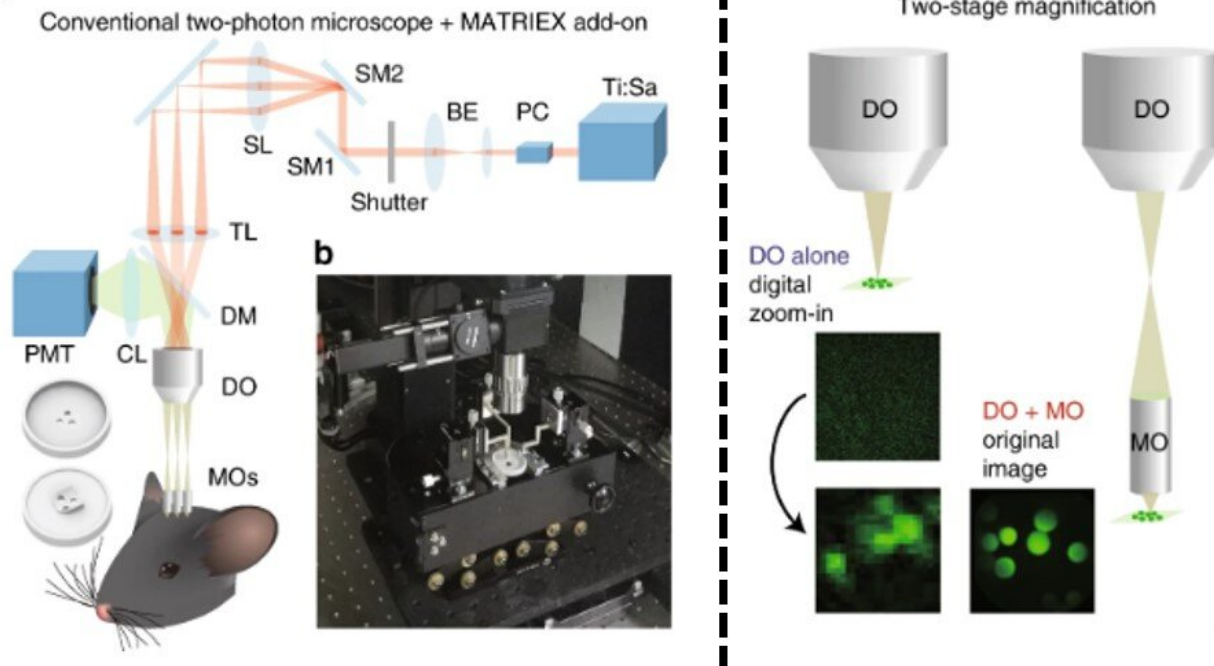 Conventional two-photon microscope + MATRIEX add-on
SM2
Ti:Sa
BE
PC
SL
SM1
Shutter
TL
b
DM
PMT
CL
DO
MOs
Two-stage magnification
DO
DO
DO alone
digital
zoom-in
DO + MO
original
image
MO